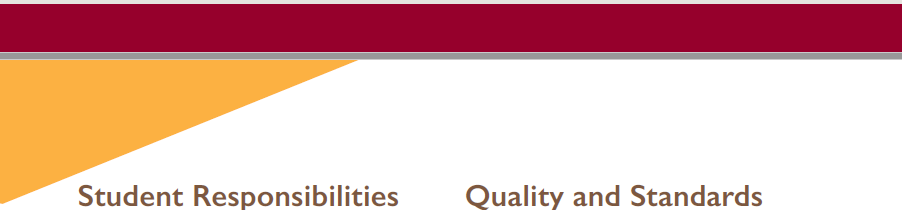 Student Responsibilities
Quality and Standards